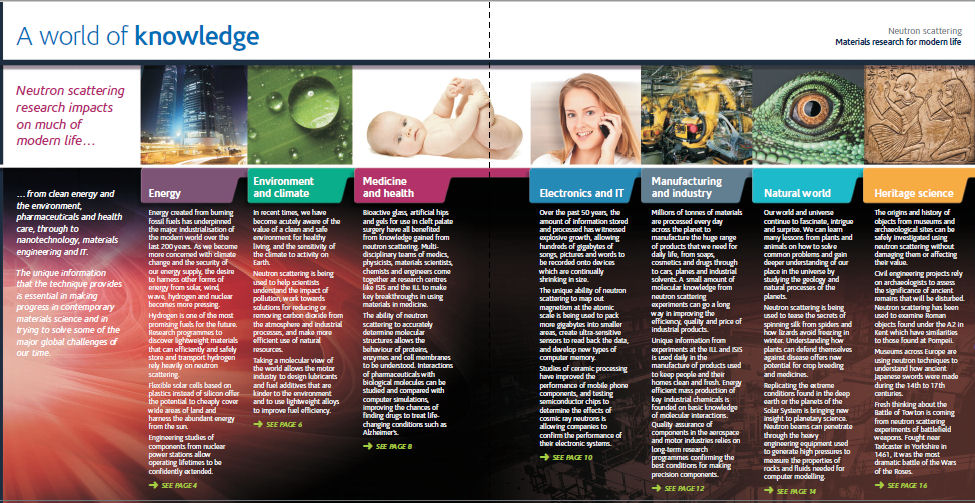 A world of knowledge
Neutron scattering
Materials research for modern life
Neutron scattering
research impacts
on much of
modern life…
…from clean energy and
the environment,
pharmaceuticals and health
care, through to
nanotechnology, materials
engineering and IT.
The unique information
that the technique provides
is essential in making
progress in contemporary
materials science and in
trying to solve some of the
major global challenges of
our time.
Energy
Energy created from burning
fossil fuels has underpinned
the major industrialisation of
the modern world over the
last 200 years. As we become
more concerned with climate
change and the security of
our energy supply, the desire
to harness other forms of
energy from solar, wind,
wave, hydrogen and nuclear
becomes more pressing.
Hydrogen is one of the most
promising fuels for the future.
Research programmes to
discover lightweight materials
that can efficiently and safely
store and transport hydrogen
rely heavily on neutron
scattering.
Flexible solar cells based on
plastics instead of silicon offer
the potential to cheaply cover
wide areas of land and
harness the abundant energy
from the sun.
Engineering studies of
components from nuclear
power stations allow
operating lifetimes to be
confidently extended.
➔ SEE PAGE 4
Environment
and climate
In recent times, we have
become acutely aware of the
value of a clean and safe
environment for healthy
living, and the sensitivity of
the climate to activity on
Earth.
Neutron scattering is being
used to help scientists
understand the impact of
pollution, work towards
solutions for reducing or
removing carbon dioxide from
the atmosphere and industrial
processes, and make more
efficient use of natural
resources.
Taking a molecular view of
the world allows the motor
industry to design lubricants
and fuel additives that are
kinder to the environment
and to use lightweight alloys
to improve fuel efficiency.
➔ SEE PAGE 6
Medicine
and health
Bioactive glass, artificial hips
and gels for use in cleft palate
surgery have all benefited
from knowledge gained from
neutron scattering. Multi-
disciplinary teams of medics,
physicists, materials scientists,
chemists and engineers come
together at research centres
like ISIS and the ILL to make
key breakthroughs in using
materials in medicine.
The ability of neutron
scattering to accurately
determine molecular
structures allows the
behaviour of proteins,
enzymes and cell membranes
to be understood. Interactions
of pharmaceuticals with
biological molecules can be
studied and compared with
computer simulations,
improving the chances of
finding drugs to treat life-
changing conditions such as
Alzheimer's.
➔ SEE PAGE 8
Electronics and IT
Over the past 50 years, the
amount of information stored
and processed has witnessed
explosive growth, allowing
hundreds of gigabytes of
songs, pictures and words to
be recorded onto devices
which are continually
shrinking in size.
The unique ability of neutron
scattering to map out
magnetism at the atomic
scale is being used to pack
more gigabytes into smaller
areas, create ultra-sensitive
sensors to read back the data,
and develop new types of
computer memory.
Studies of ceramic processing
have improved the
performance of mobile phone
components, and testing
semiconductor chips to
determine the effects of
cosmic ray neutrons is
allowing companies to
confirm the performance of
their electronic systems.
➔ SEE PAGE 10
Manufacturing
and industry
Millions of tonnes of materials
are processed every day
across the planet to
manufacture the huge range
of products that we need for
daily life, from soaps,
cosmetics and drugs through
to cars, planes and industrial
solvents. A small amount of
molecular knowledge from
neutron scattering
experiments can go a long
way in improving the
efficiency, quality and price of
industrial products.
Unique information from
experiments at the ILL and ISIS
is used daily in the
manufacture of products used
to keep people and their
homes clean and fresh. Energy
efficient mass production of
key industrial chemicals is
founded on basic knowledge
of molecular interactions.
Quality-assurance of
components in the aerospace
and motor industries relies on
long-term research
programmes confirming the
best conditions for making
precision components.
➔ SEE PAGE 12
Natural world
Our world and universe
continue to fascinate, intrigue
and surprise. We can learn
many lessons from plants and
animals on how to solve
common problems and gain
deeper understanding of our
place in the universe by
studying the geology and
natural processes of the
planets.
Neutron scattering is being
used to tease the secrets of
spinning silk from spiders and
how lizards avoid freezing in
winter. Understanding how
plants can defend themselves
against disease offers new
potential for crop breeding
and medicines.
Replicating the extreme
conditions found in the deep
earth or the planets of the
Solar System is bringing new
insight to planetary science.
Neutron beams can penetrate
through the heavy
engineering equipment used
to generate high pressures to
measure the properties of
rocks and fluids needed for
computer modelling.
➔ SEE PAGE 14
Heritage science
The origins and history of
objects from museums and
archaeological sites can be
safely investigated using
neutron scattering without
damaging them or affecting
their value.
Civil engineering projects rely
on archaeologists to assess
the significance of ancient
remains that will be disturbed.
Neutron scattering has been
used to examine Roman
objects found under the A2 in
Kent which have similarities
to those found at Pompeii.
Museums across Europe are
using neutron techniques to
understand how ancient
Japanese swords were made
during the 14th to 17th
centuries.
Fresh thinking about the
Battle of Towton is coming
from neutron scattering
experiments of battlefield
weapons. Fought near
Tadcaster in Yorkshire in
1461, it was the most
dramatic battle of the Wars
of the Roses.
➔ SEE PAGE 16